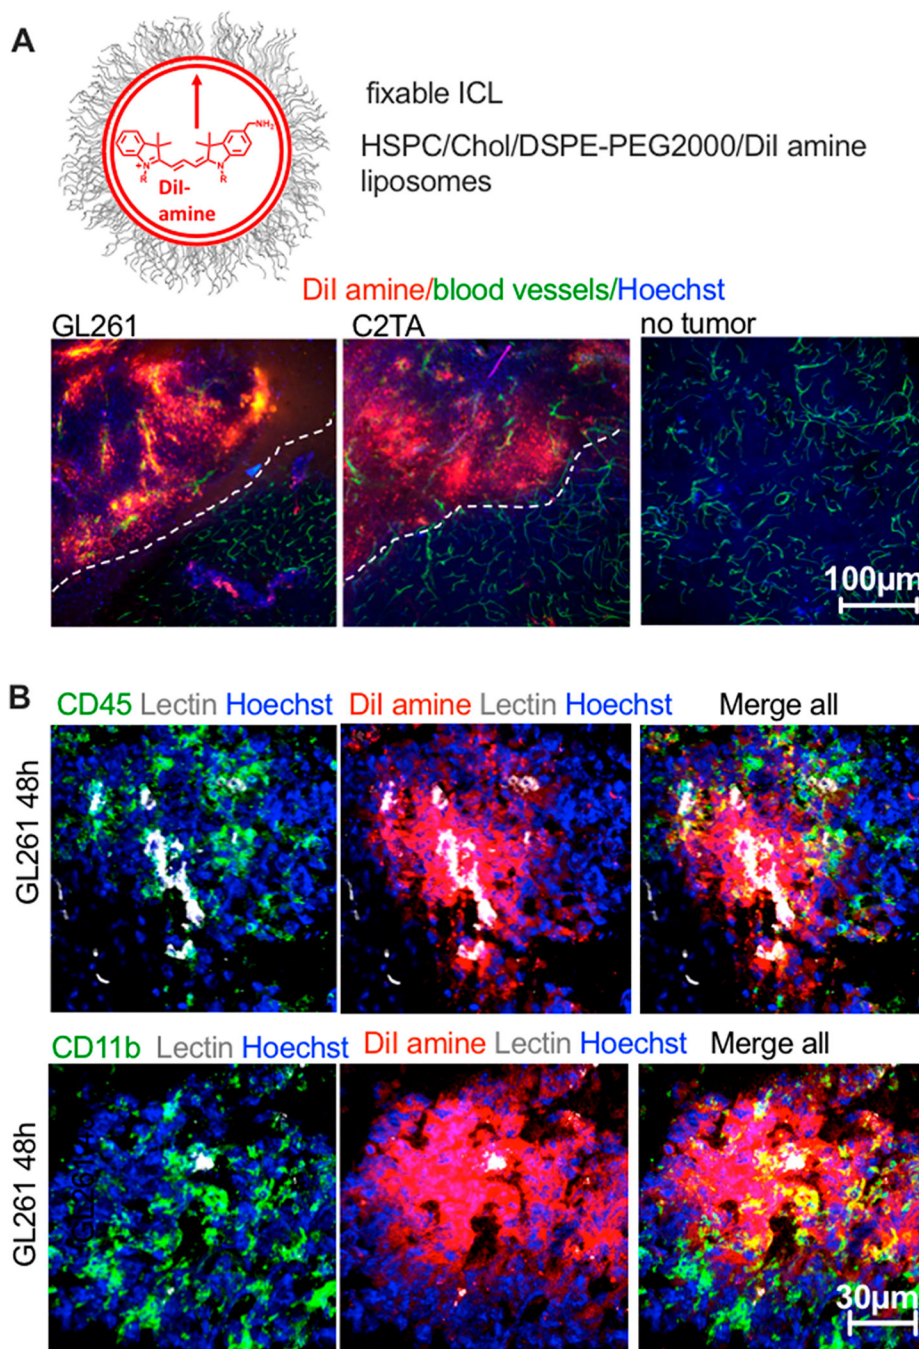 A
fixable ICL
HSPC/Chol/DSPE-PEG2000/DiI amine
liposomes
NH₂
N⁺
N
R
R
DiI-
amine
DiI amine/blood vessels/Hoechst
GL261
C2TA
no tumor
100µm
B
CD45 Lectin Hoechst
DiI amine Lectin Hoechst
Merge all
GL261 48h
CD11b Lectin Hoechst
DiI amine Lectin Hoechst
Merge all
GL261 48h
30µm